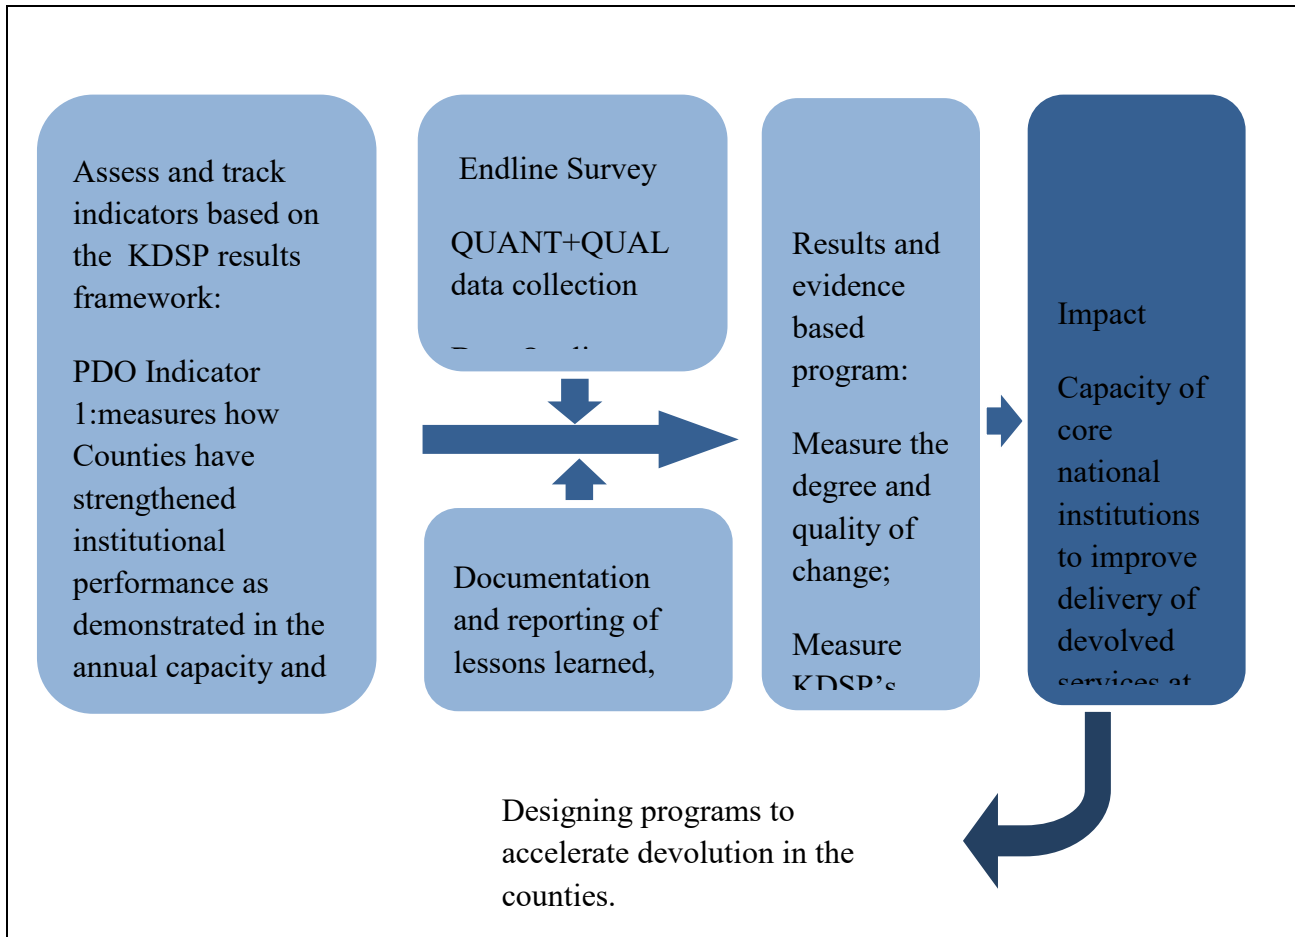 Assess and track
indicators based on
the KDSP results
framework:
PDO Indicator
1:measures how
Counties have
strengthened
institutional
performance as
demonstrated in the
annual capacity and
Endline Survey
QUANT+QUAL
data collection
Documentation
and reporting of
lessons learned,
Results and
evidence
based
program:
Measure the
degree and
quality of
change;
Measure
KDSP's
Impact
Capacity of
core
national
institutions
to improve
delivery of
devolved
services at
Designing programs to
accelerate devolution in the
counties.